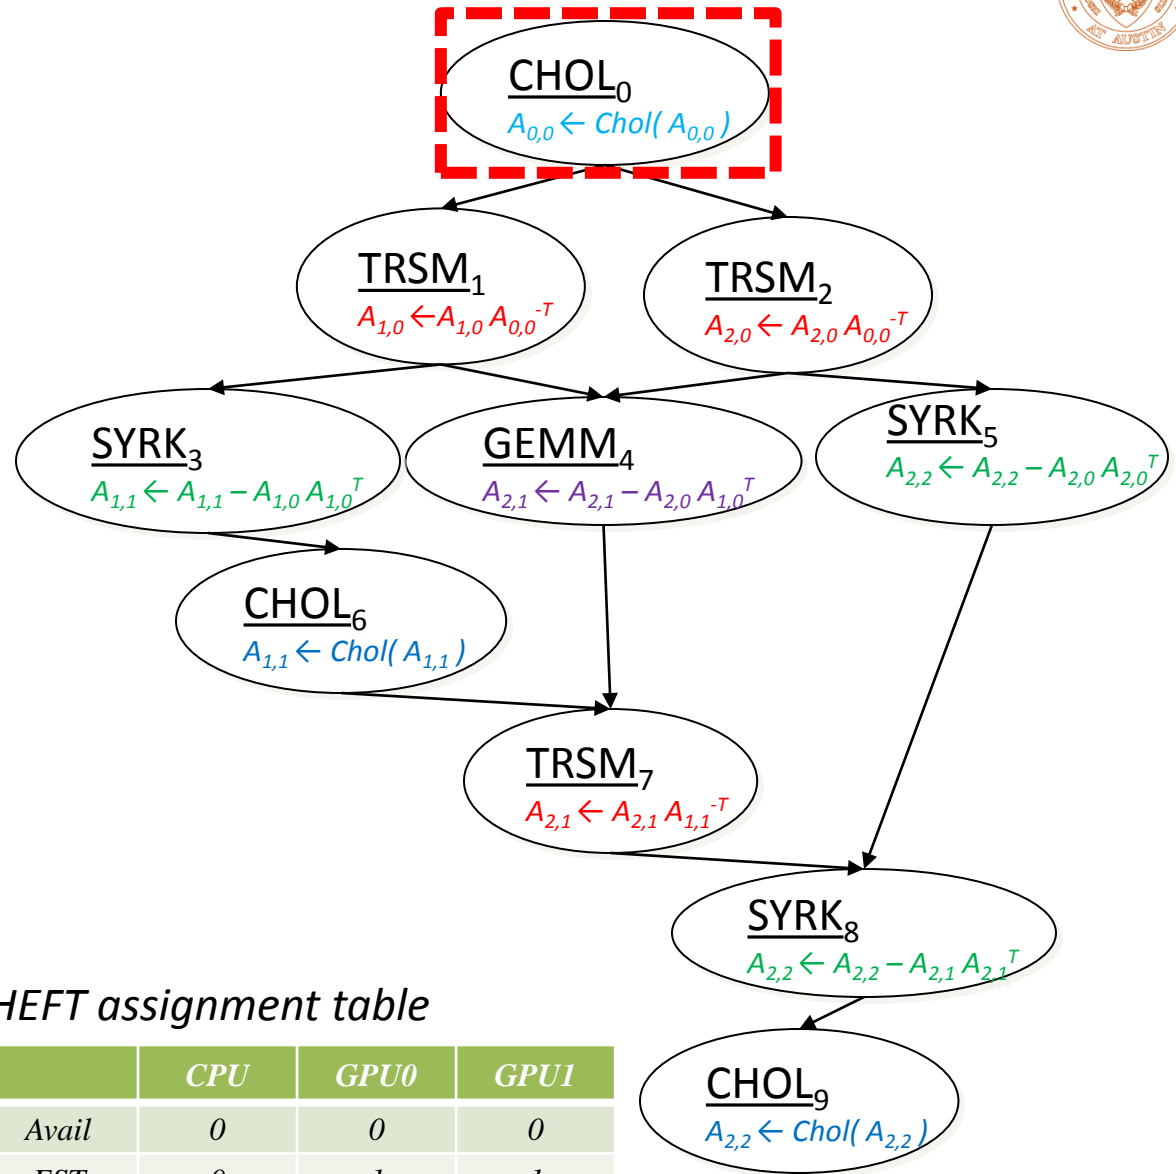 AT AUSTIN
CHOL₀
A₀,₀ ← Chol( A₀,₀ )
TRSM₁
A₁,₀ ← A₁,₀ A₀,₀⁻ᵀ
TRSM₂
A₂,₀ ← A₂,₀ A₀,₀⁻ᵀ
SYRK₃
A₁,₁ ← A₁,₁ – A₁,₀ A₁,₀ᵀ
GEMM₄
A₂,₁ ← A₂,₁ – A₂,₀ A₁,₀ᵀ
SYRK₅
A₂,₂ ← A₂,₂ – A₂,₀ A₂,₀ᵀ
CHOL₆
A₁,₁ ← Chol( A₁,₁ )
TRSM₇
A₂,₁ ← A₂,₁ A₁,₁⁻ᵀ
SYRK₈
A₂,₂ ← A₂,₂ – A₂,₁ A₂,₁ᵀ
HEFT assignment table
CPU GPU0 GPU1
Avail 0 0 0
CHOL₉
A₂,₂ ← Chol( A₂,₂ )